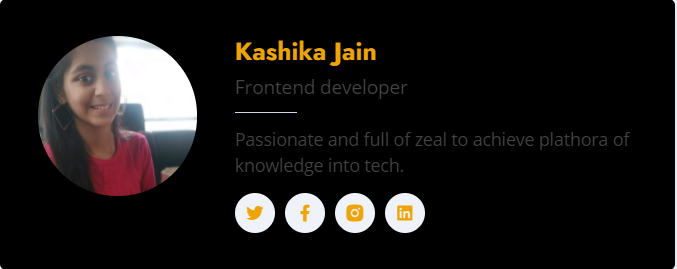 Kashika Jain
Frontend developer
Passionate and full of zeal to achieve plathora of
knowledge into tech.